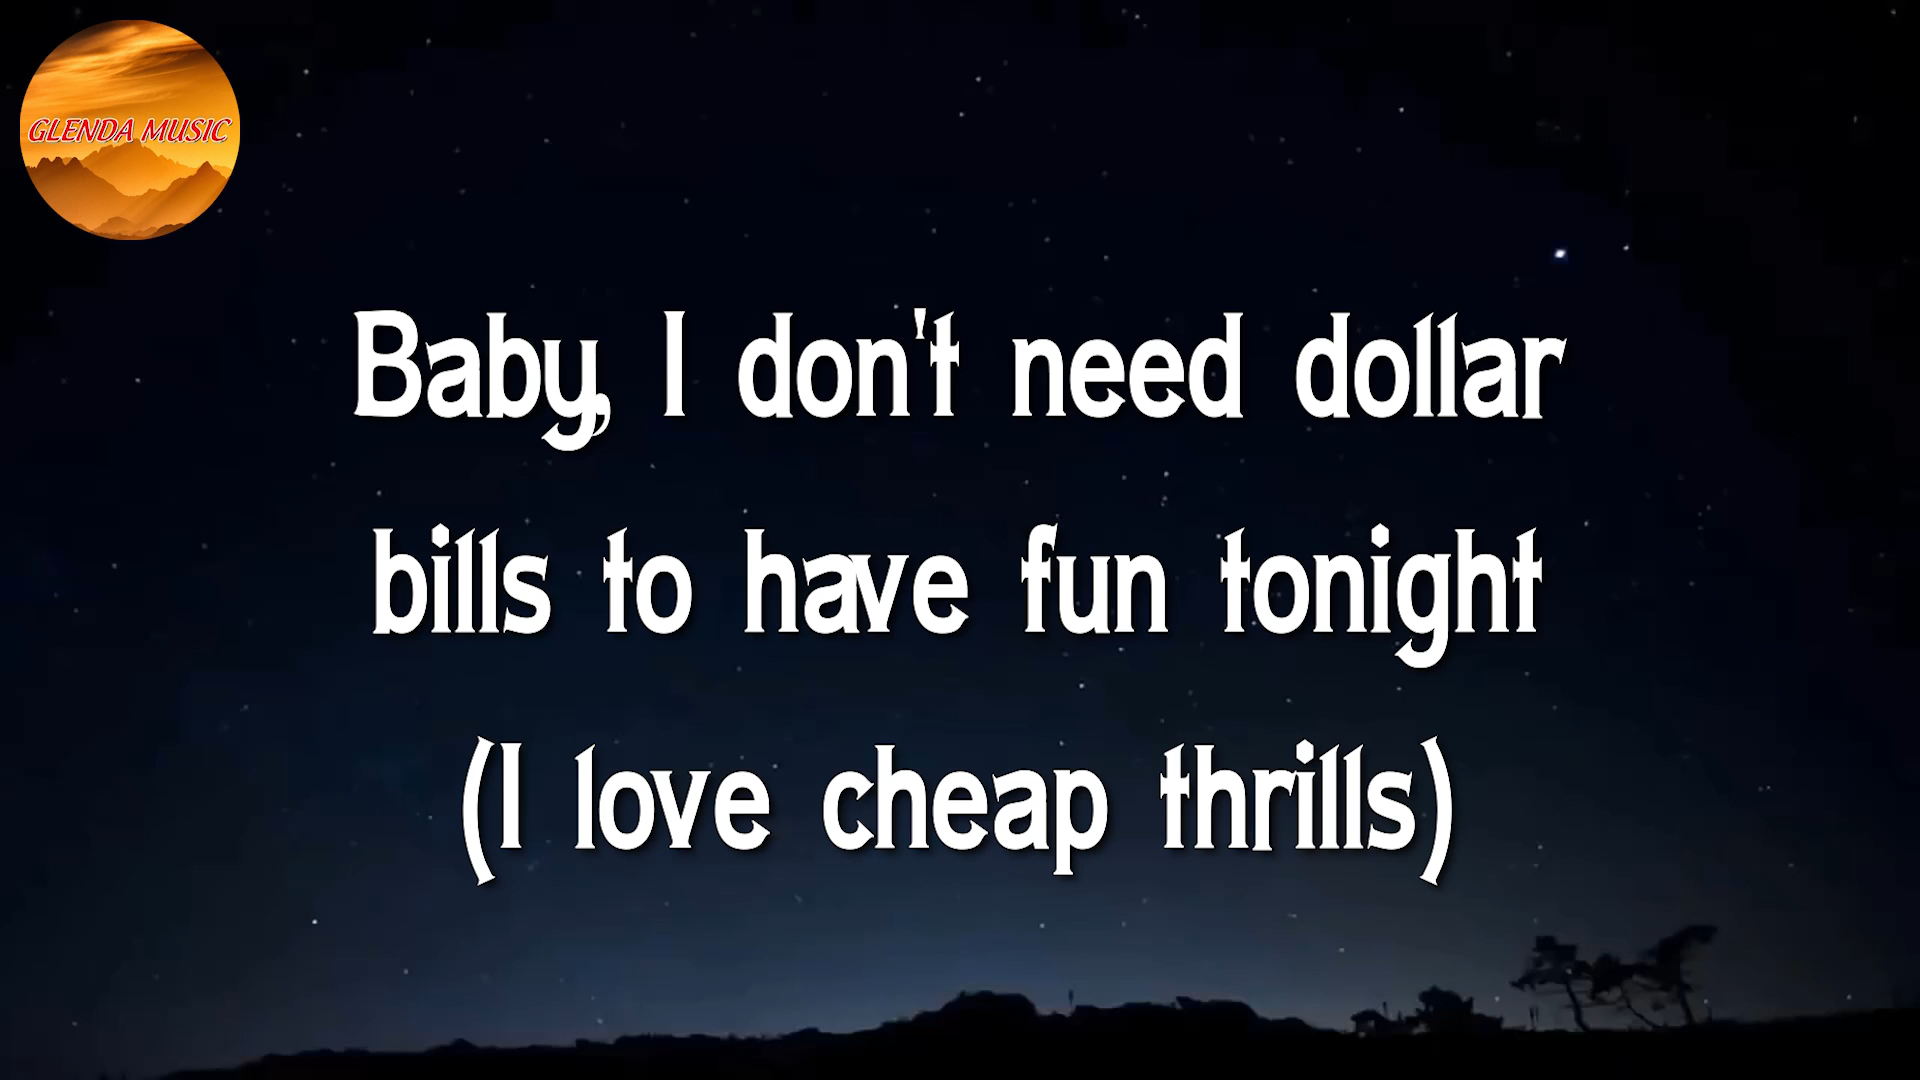 GLENDA MUSIC
Baby, I don't need dollar
bills to have fun tonight
(I love cheap thrills)